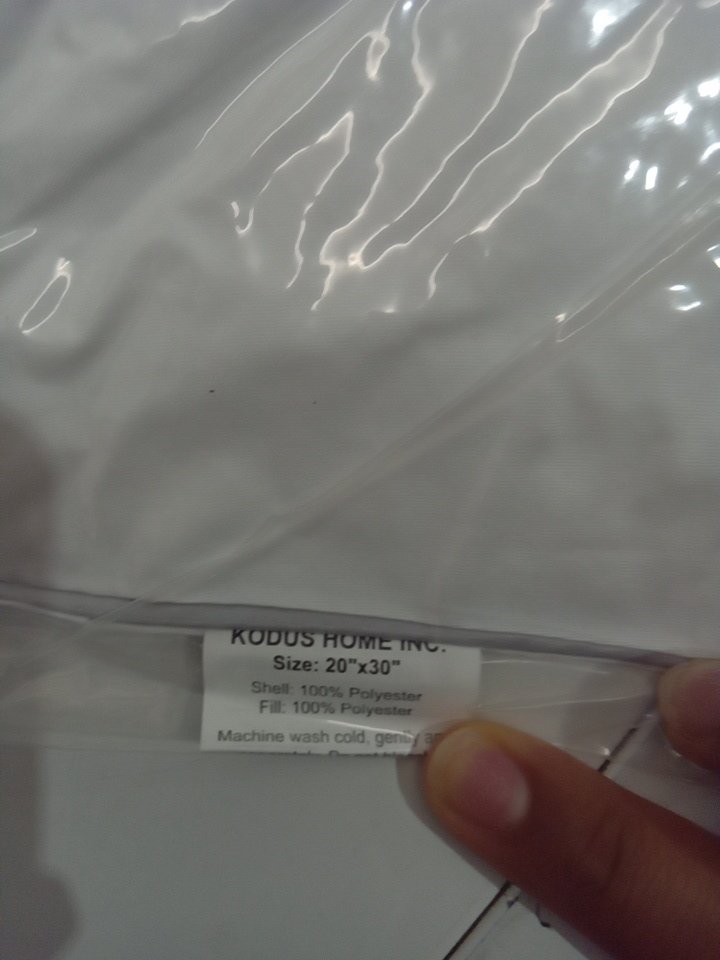 KODUS HOME INC.
Size: 20"x30"
Shell: 100% Polyester
Fill: 100% Polyester
Machine wash cold, gently